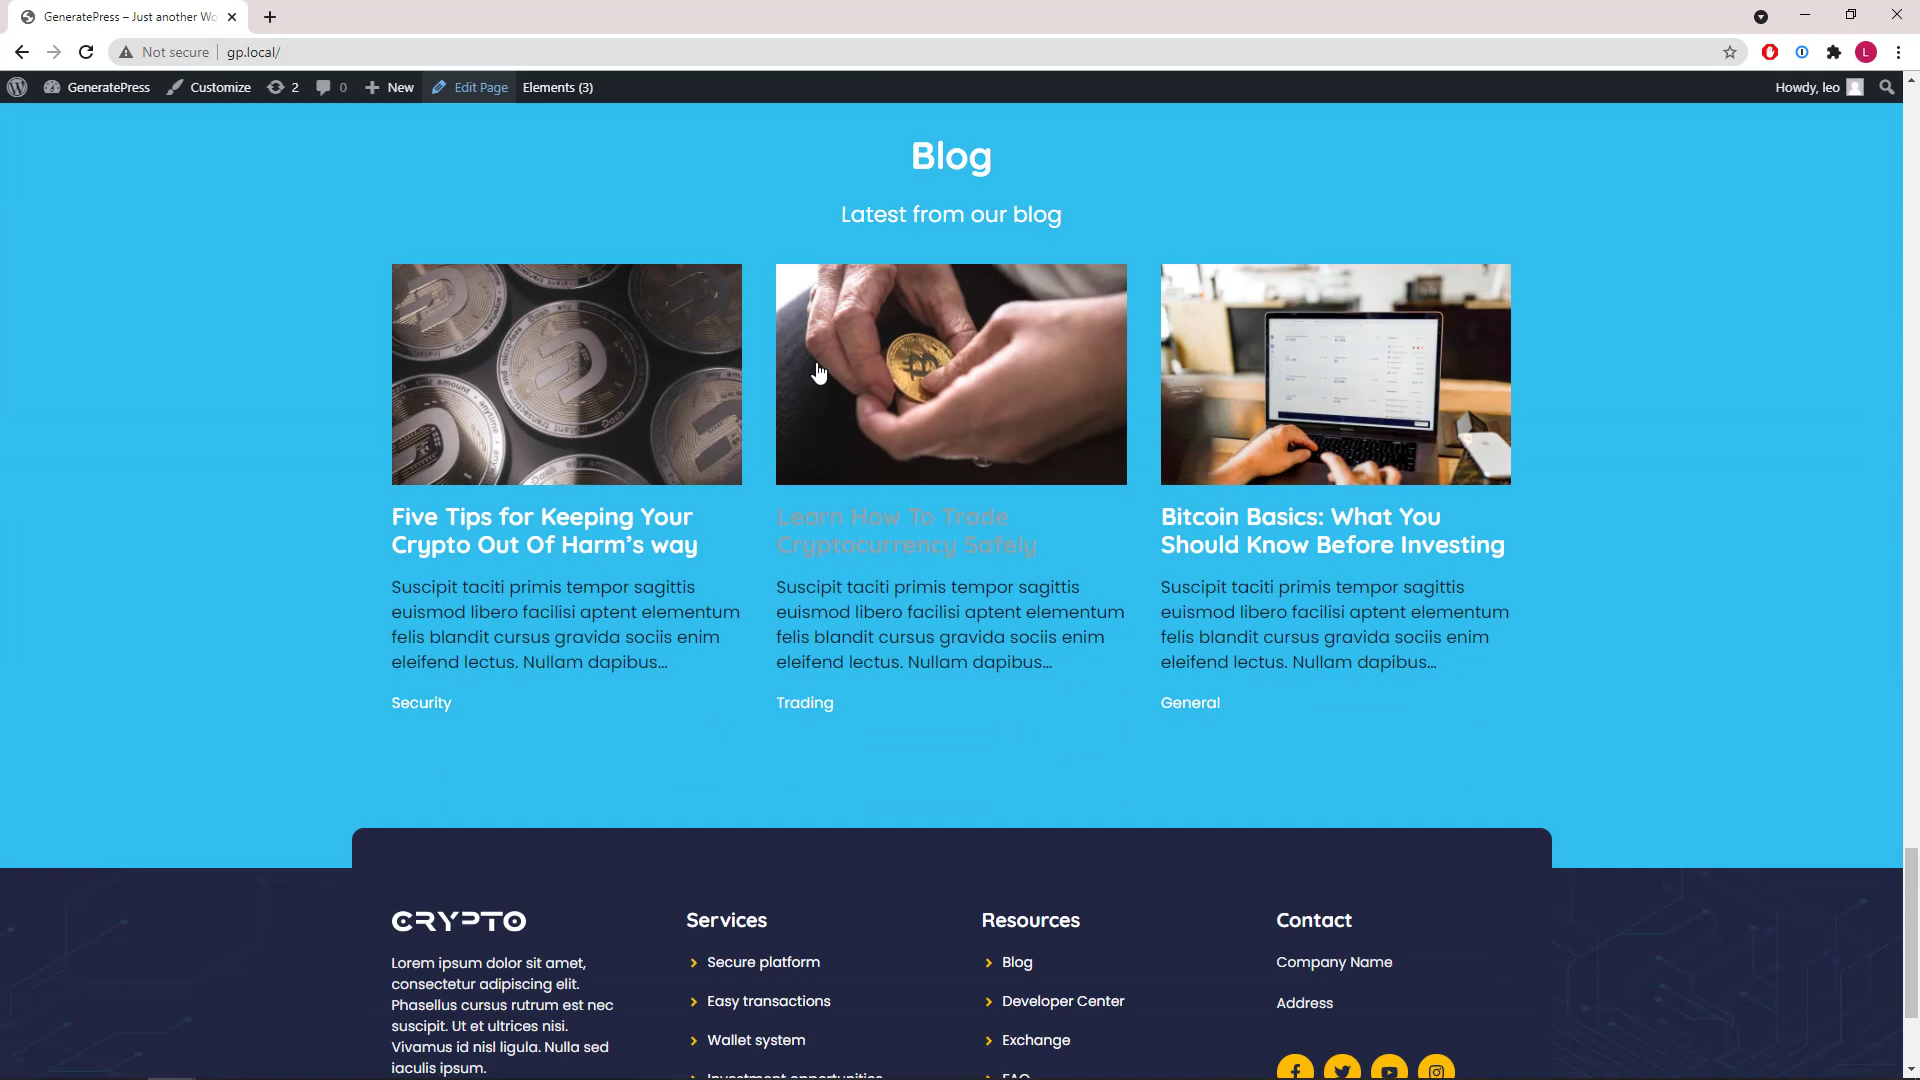 GeneratePress – Just another Wo
Not secure
gp.local/
L
GeneratePress
Customize
2
0
New
Edit Page
Elements (3)
Howdy, leo
Blog
Latest from our blog
Five Tips for Keeping Your
Crypto Out Of Harm’s way
Suscipit taciti primis tempor sagittis
euismod libero facilisi aptent elementum
felis blandit cursus gravida sociis enim
eleifend lectus. Nullam dapibus...
Security
Learn How To Trade
Cryptocurrency Safely
Suscipit taciti primis tempor sagittis
euismod libero facilisi aptent elementum
felis blandit cursus gravida sociis enim
eleifend lectus. Nullam dapibus...
Trading
Bitcoin Basics: What You
Should Know Before Investing
Suscipit taciti primis tempor sagittis
euismod libero facilisi aptent elementum
felis blandit cursus gravida sociis enim
eleifend lectus. Nullam dapibus...
General
CRYPTO
Lorem ipsum dolor sit amet,
consectetur adipiscing elit.
Phasellus cursus rutrum est nec
suscipit. Ut et ultrices nisi.
Vivamus id nisl ligula. Nulla sed
iaculis ipsum.
Services
Secure platform
Easy transactions
Wallet system
Investment opportunities
Resources
Blog
Developer Center
Exchange
FAQ
Contact
Company Name
Address